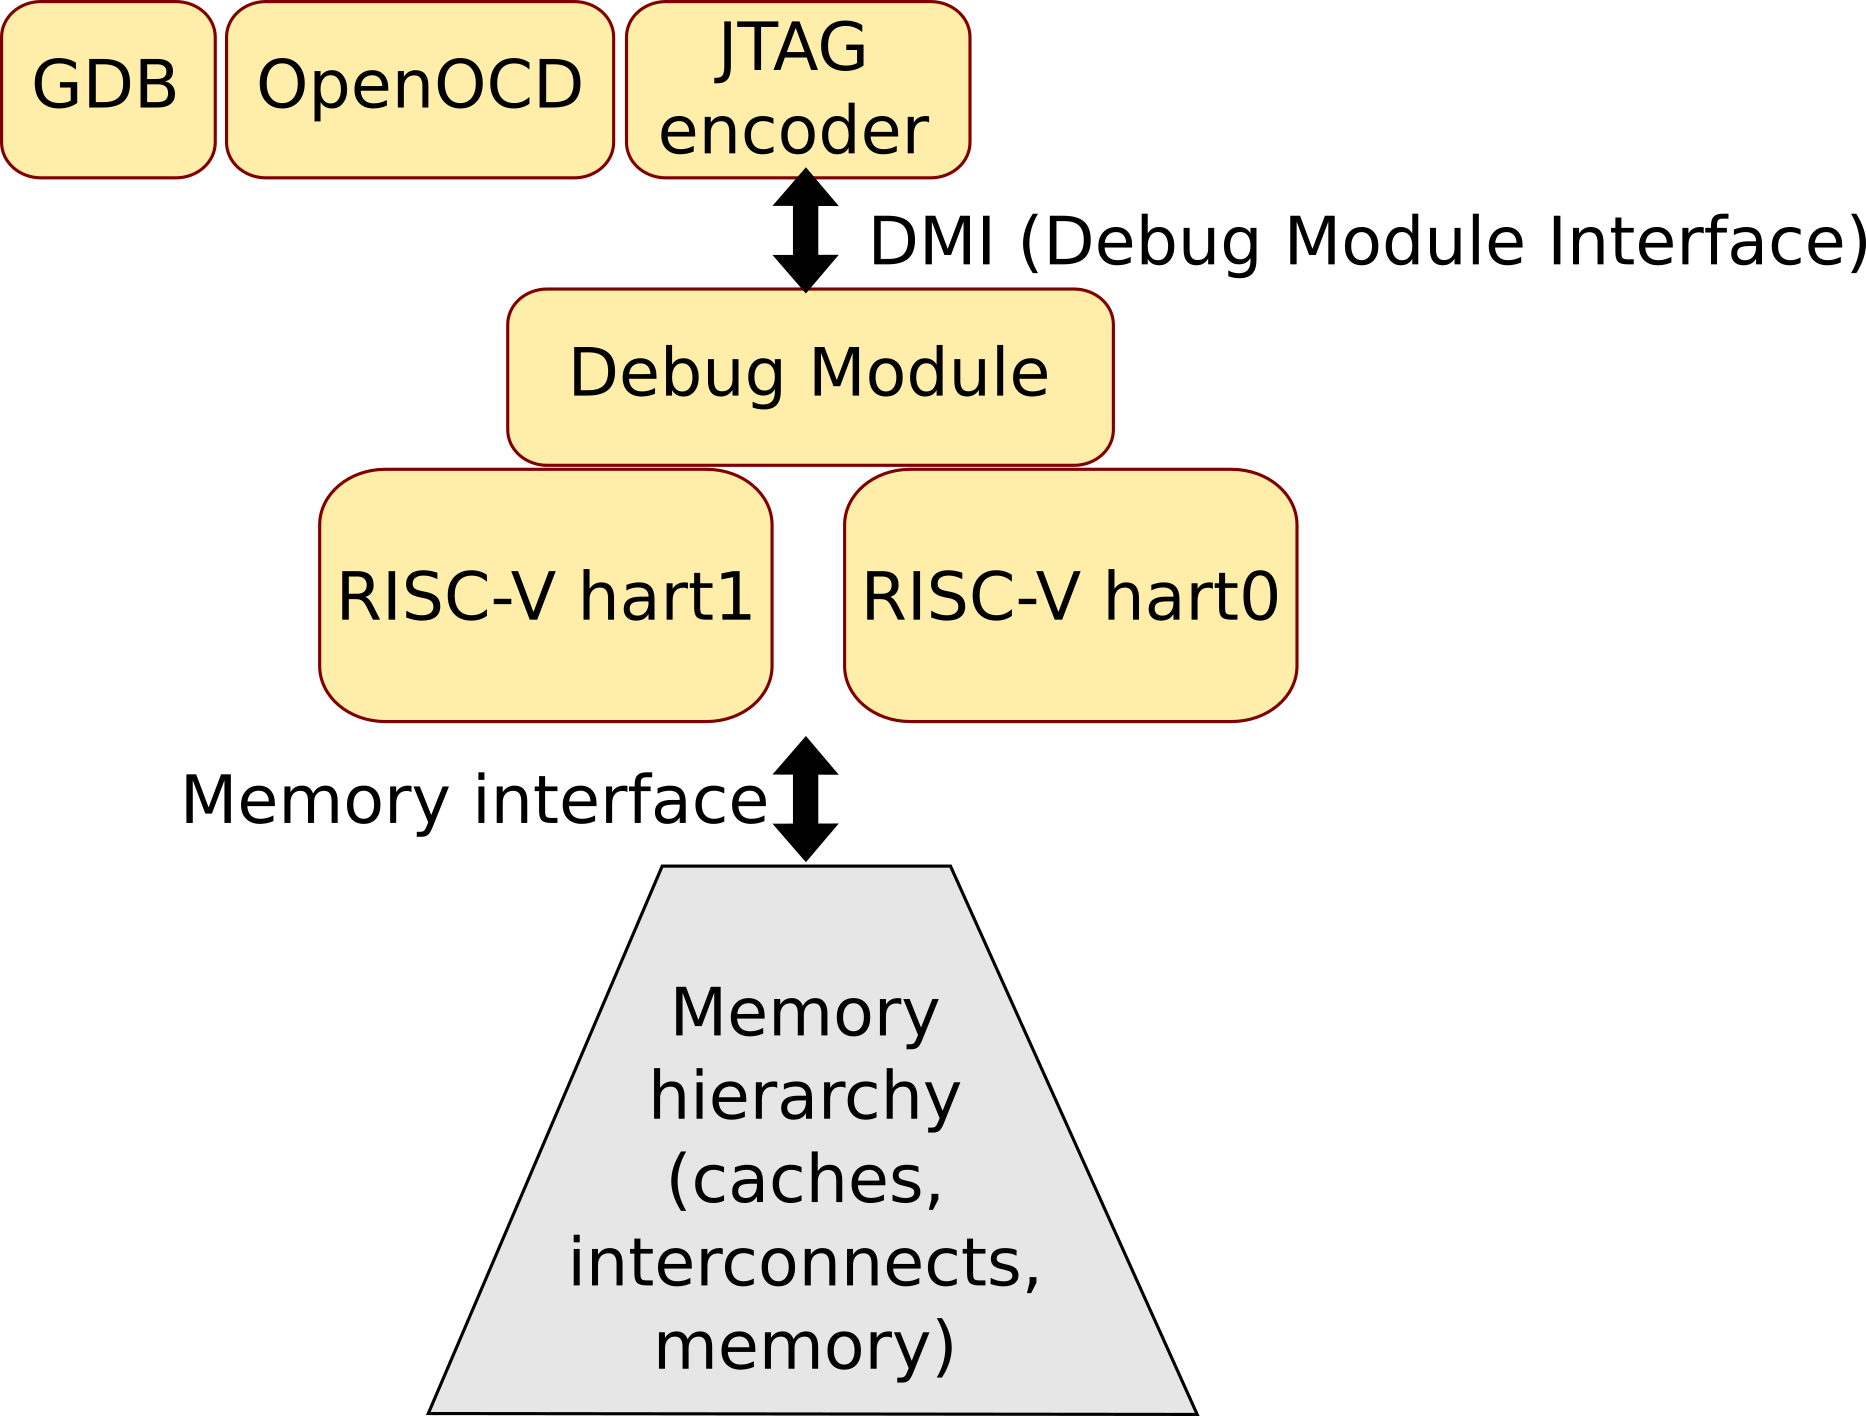 GDB
OpenOCD
JTAG
encoder
DMI (Debug Module Interface)
Debug Module
RISC-V hart1
RISC-V hart0
Memory interface
Memory
hierarchy
(caches,
interconnects,
memory)